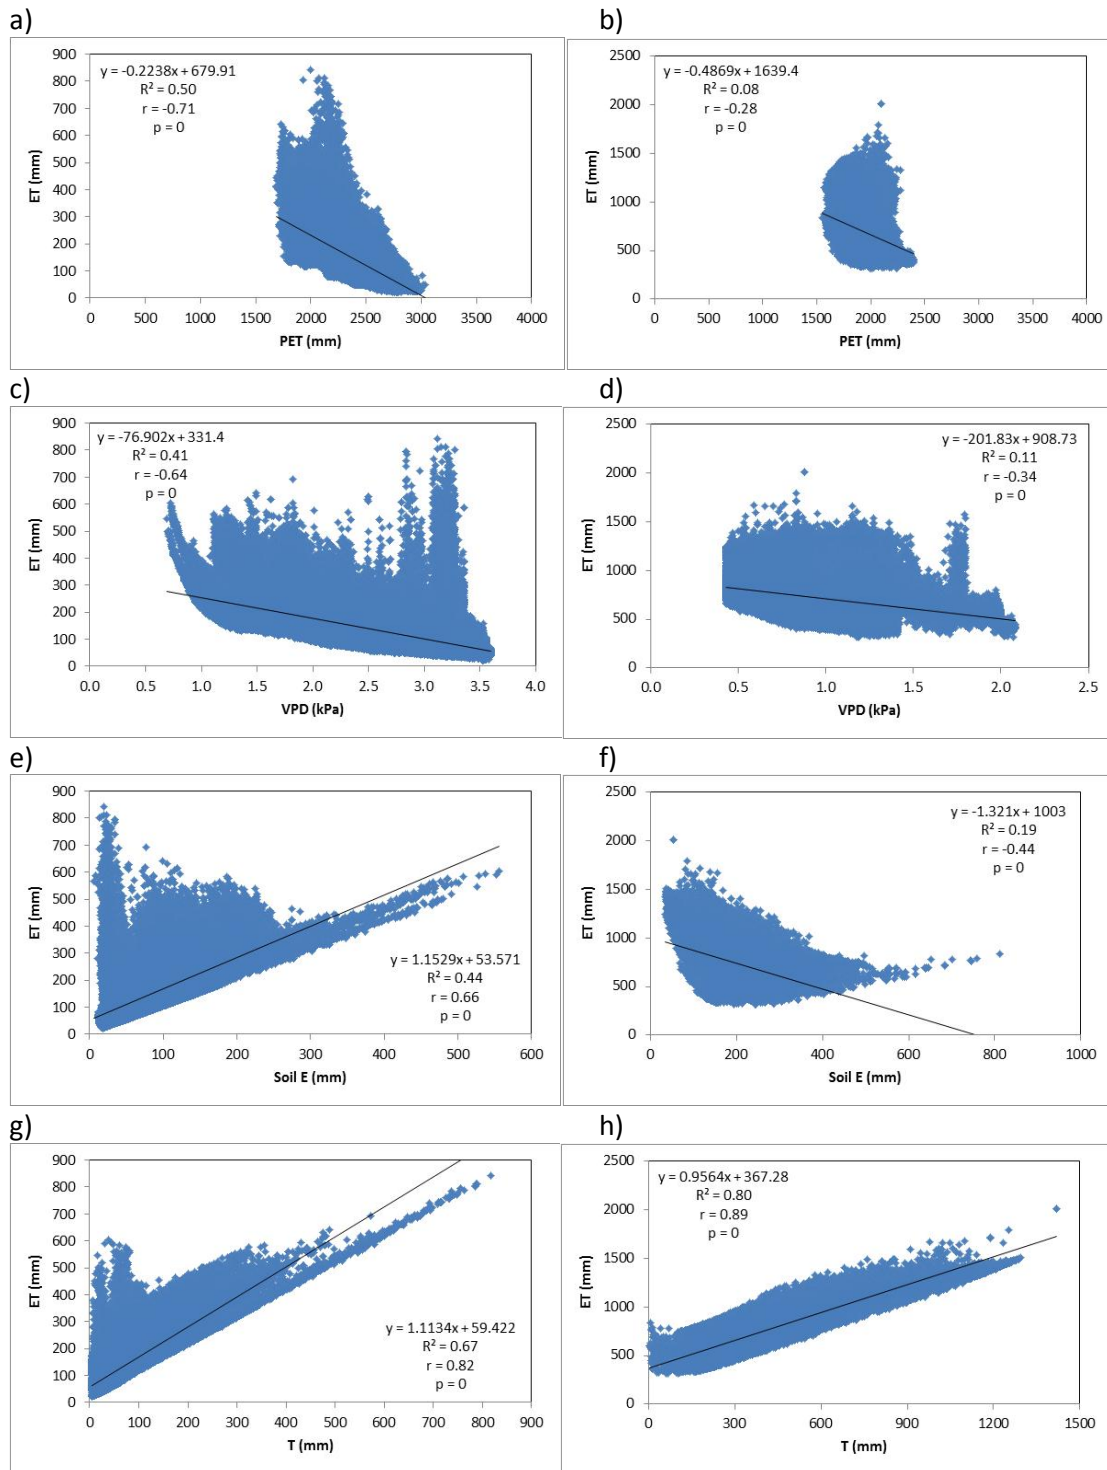 a)
b)
900
800
700
600
500
400
300
200
100
0
ET (mm)
y = -0.2238x + 679.91
R² = 0.50
r = -0.71
p = 0
0 500 1000 1500 2000 2500 3000 3500 4000
PET (mm)
2500
2000
1500
1000
500
0
ET (mm)
y = -0.4869x + 1639.4
R² = 0.08
r = -0.28
p = 0
0 500 1000 1500 2000 2500 3000 3500 4000
PET (mm)
c)
d)
900
800
700
600
500
400
300
200
100
0
ET (mm)
y = -76.902x + 331.4
R² = 0.41
r = -0.64
p = 0
0.0 0.5 1.0 1.5 2.0 2.5 3.0 3.5 4.0
VPD (kPa)
2500
2000
1500
1000
500
0
ET (mm)
y = -201.83x + 908.73
R² = 0.11
r = -0.34
p = 0
0.0 0.5 1.0 1.5 2.0 2.5
VPD (kPa)
e)
f)
900
800
700
600
500
400
300
200
100
0
ET (mm)
y = 1.1529x + 53.571
R² = 0.44
r = 0.66
p = 0
0 100 200 300 400 500 600
Soil E (mm)
2500
2000
1500
1000
500
0
ET (mm)
y = -1.321x + 1003
R² = 0.19
r = -0.44
p = 0
0 200 400 600 800 1000
Soil E (mm)
g)
h)
900
800
700
600
500
400
300
200
100
0
ET (mm)
y = 1.1134x + 59.422
R² = 0.67
r = 0.82
p = 0
0 100 200 300 400 500 600 700 800 900
T (mm)
2500
2000
1500
1000
500
0
ET (mm)
y = 0.9564x + 367.28
R² = 0.80
r = 0.89
p = 0
0 300 600 900 1200 1500
T (mm)